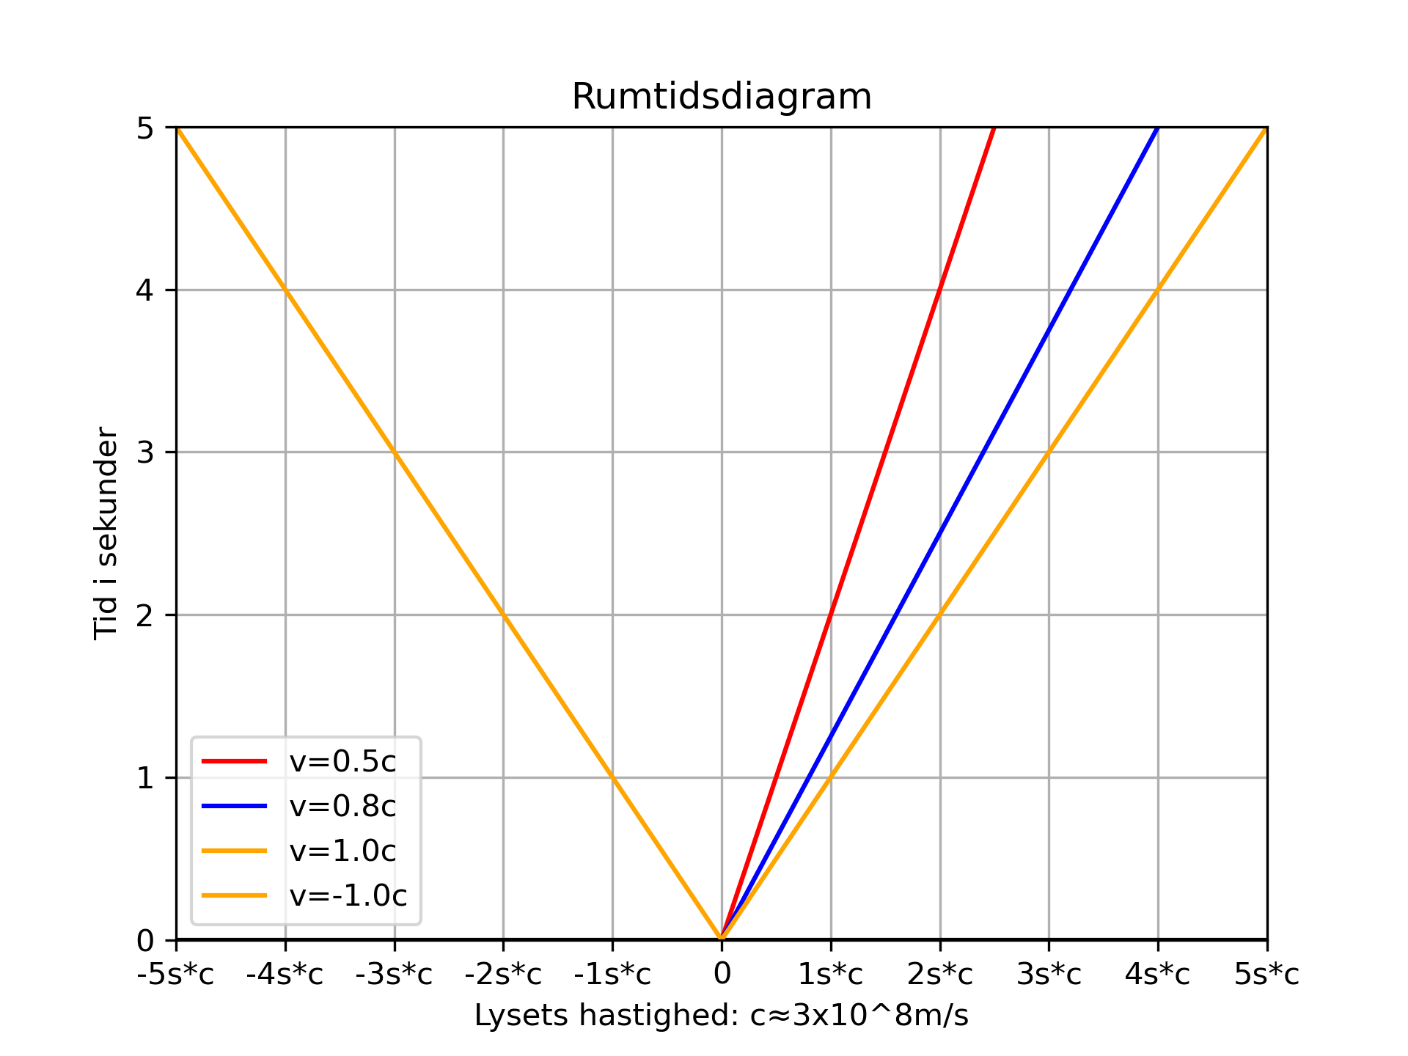 Rumtidsdiagram
5
4
3
2
1
0
Tid i sekunder
v=0.5c
v=0.8c
v=1.0c
v=-1.0c
-5s*c -4s*c -3s*c -2s*c -1s*c 0 1s*c 2s*c 3s*c 4s*c 5s*c
Lysets hastighed: c≈3x10^8m/s